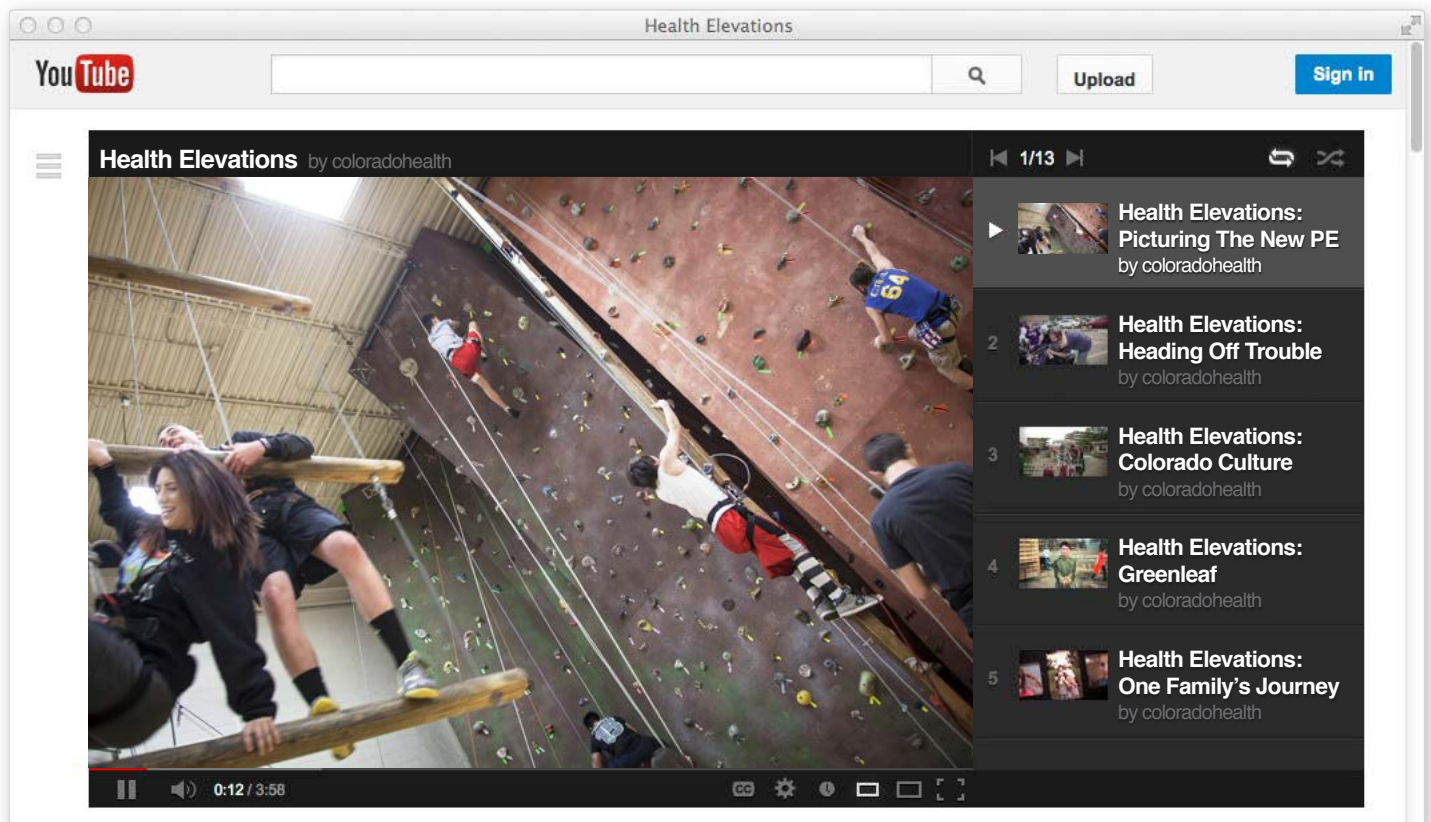 Health Elevations
YouTube
Upload
Sign in
Health Elevations by coloradohealth
1/13
Health Elevations:
Picturing The New PE
by coloradohealth
2
Health Elevations:
Heading Off Trouble
by coloradohealth
3
Health Elevations:
Colorado Culture
by coloradohealth
4
Health Elevations:
Greenleaf
by coloradohealth
5
Health Elevations:
One Family’s Journey
by coloradohealth
64
0:12 / 3:58
CC